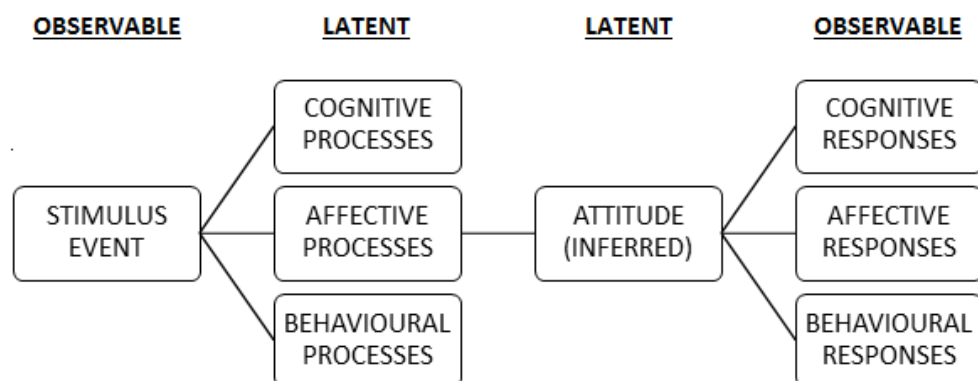 OBSERVABLE
LATENT
LATENT
OBSERVABLE
COGNITIVE
PROCESSES
COGNITIVE
RESPONSES
STIMULUS
EVENT
AFFECTIVE
PROCESSES
ATTITUDE
(INFERRED)
AFFECTIVE
RESPONSES
BEHAVIOURAL
PROCESSES
BEHAVIOURAL
RESPONSES